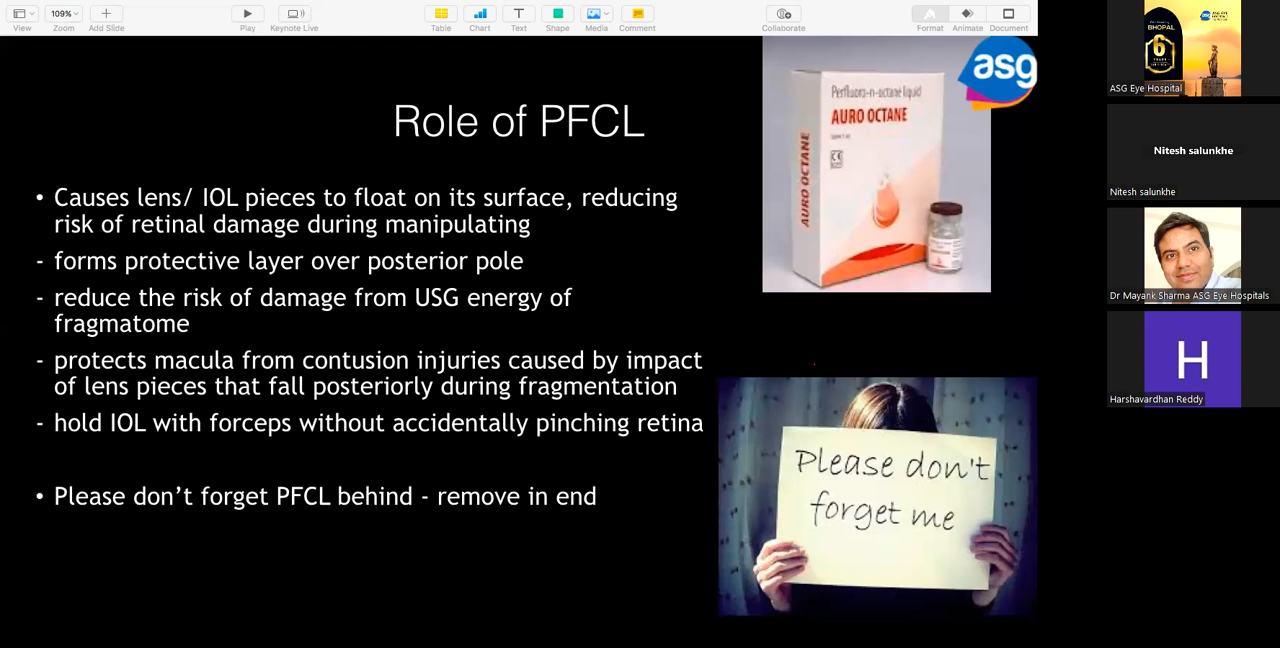 109%
View
Zoom
Add Slide
Play
Keynote Live
Table
Chart
Text
Shape
Media
Comment
Collaborate
Format
Animate
Document
Role of PFCL
• Causes lens/ IOL pieces to float on its surface, reducing
risk of retinal damage during manipulating
- forms protective layer over posterior pole
- reduce the risk of damage from USG energy of
fragmatome
- protects macula from contusion injuries caused by impact
of lens pieces that fall posteriorly during fragmentation
- hold IOL with forceps without accidentally pinching retina
• Please don’t forget PFCL behind - remove in end
asg
Perfluoro-n-octane liquid
AURO OCTANE
AURO OCTANE
Please don't
forget me
BHOPAL
6
ASG Eye Hospital
Nitesh salunkhe
Nitesh salunkhe
Dr Mayank Sharma ASG Eye Hospitals
H
Harshavardhan Reddy